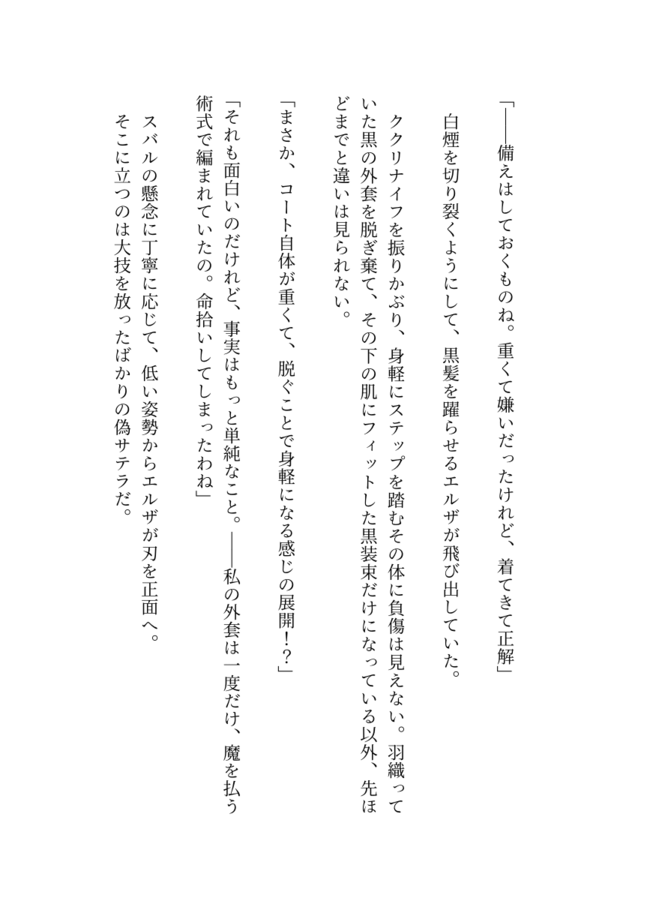 「――備えはしておくものね。重くて嫌いだったけれど、着てきて正解」
白煙を切り裂くようにして、黒髪を躍らせるエルザが飛び出していた。
ククリナイフを振りかぶり、身軽にステップを踏むその体に負傷は見えない。羽織って
いた黒の外套を脱ぎ棄て、その下の肌にフィットした黒装束だけになっている以外、先ほ
どまでと違いは見られない。
「まさか、コート自体が重くて、脱ぐことで身軽になる感じの展開！？」
「それも面白いのだけれど、事実はもっと単純なこと。――私の外套は一度だけ、魔を払う
術式で編まれていたの。命拾いしてしまったわね」
スバルの懸念に丁寧に応じて、低い姿勢からエルザが刃を正面へ。
そこに立つのは大技を放ったばかりの偽サテラだ。